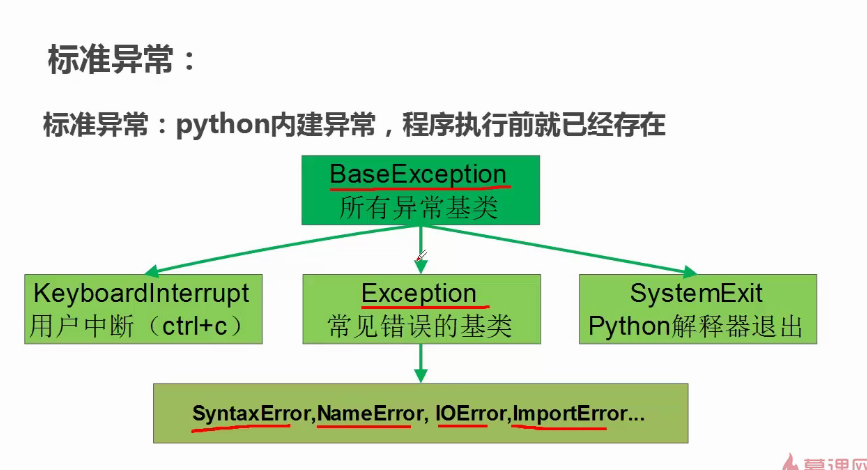 标准异常：
标准异常：python内建异常，程序执行前就已经存在
BaseException
所有异常基类
KeyboardInterrupt
用户中断（ctrl+c）
Exception
常见错误的基类
SystemExit
Python解释器退出
SyntaxError,NameError, IOError,ImportError...
慕课网